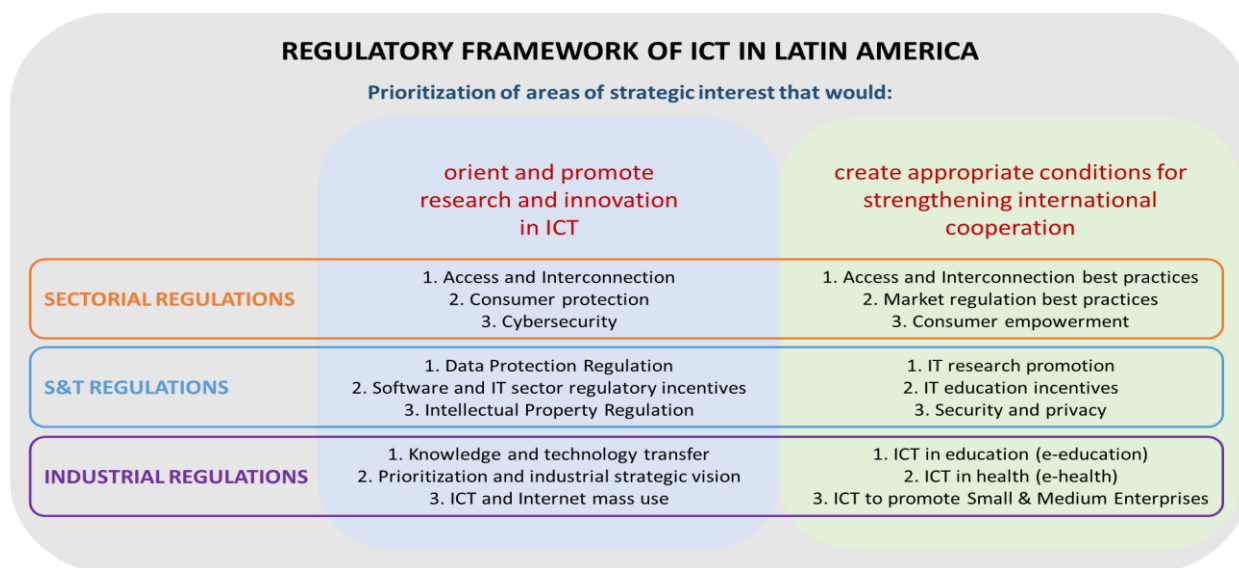 REGULATORY FRAMEWORK OF ICT IN LATIN AMERICA
Prioritization of areas of strategic interest that would:
orient and promote
research and innovation
in ICT
create appropriate conditions for
strengthening international
cooperation
SECTORIAL REGULATIONS
1. Access and Interconnection
2. Consumer protection
3. Cybersecurity
1. Access and Interconnection best practices
2. Market regulation best practices
3. Consumer empowerment
S&T REGULATIONS
1. Data Protection Regulation
2. Software and IT sector regulatory incentives
3. Intellectual Property Regulation
1. IT research promotion
2. IT education incentives
3. Security and privacy
INDUSTRIAL REGULATIONS
1. Knowledge and technology transfer
2. Prioritization and industrial strategic vision
3. ICT and Internet mass use
1. ICT in education (e-education)
2. ICT in health (e-health)
3. ICT to promote Small & Medium Enterprises